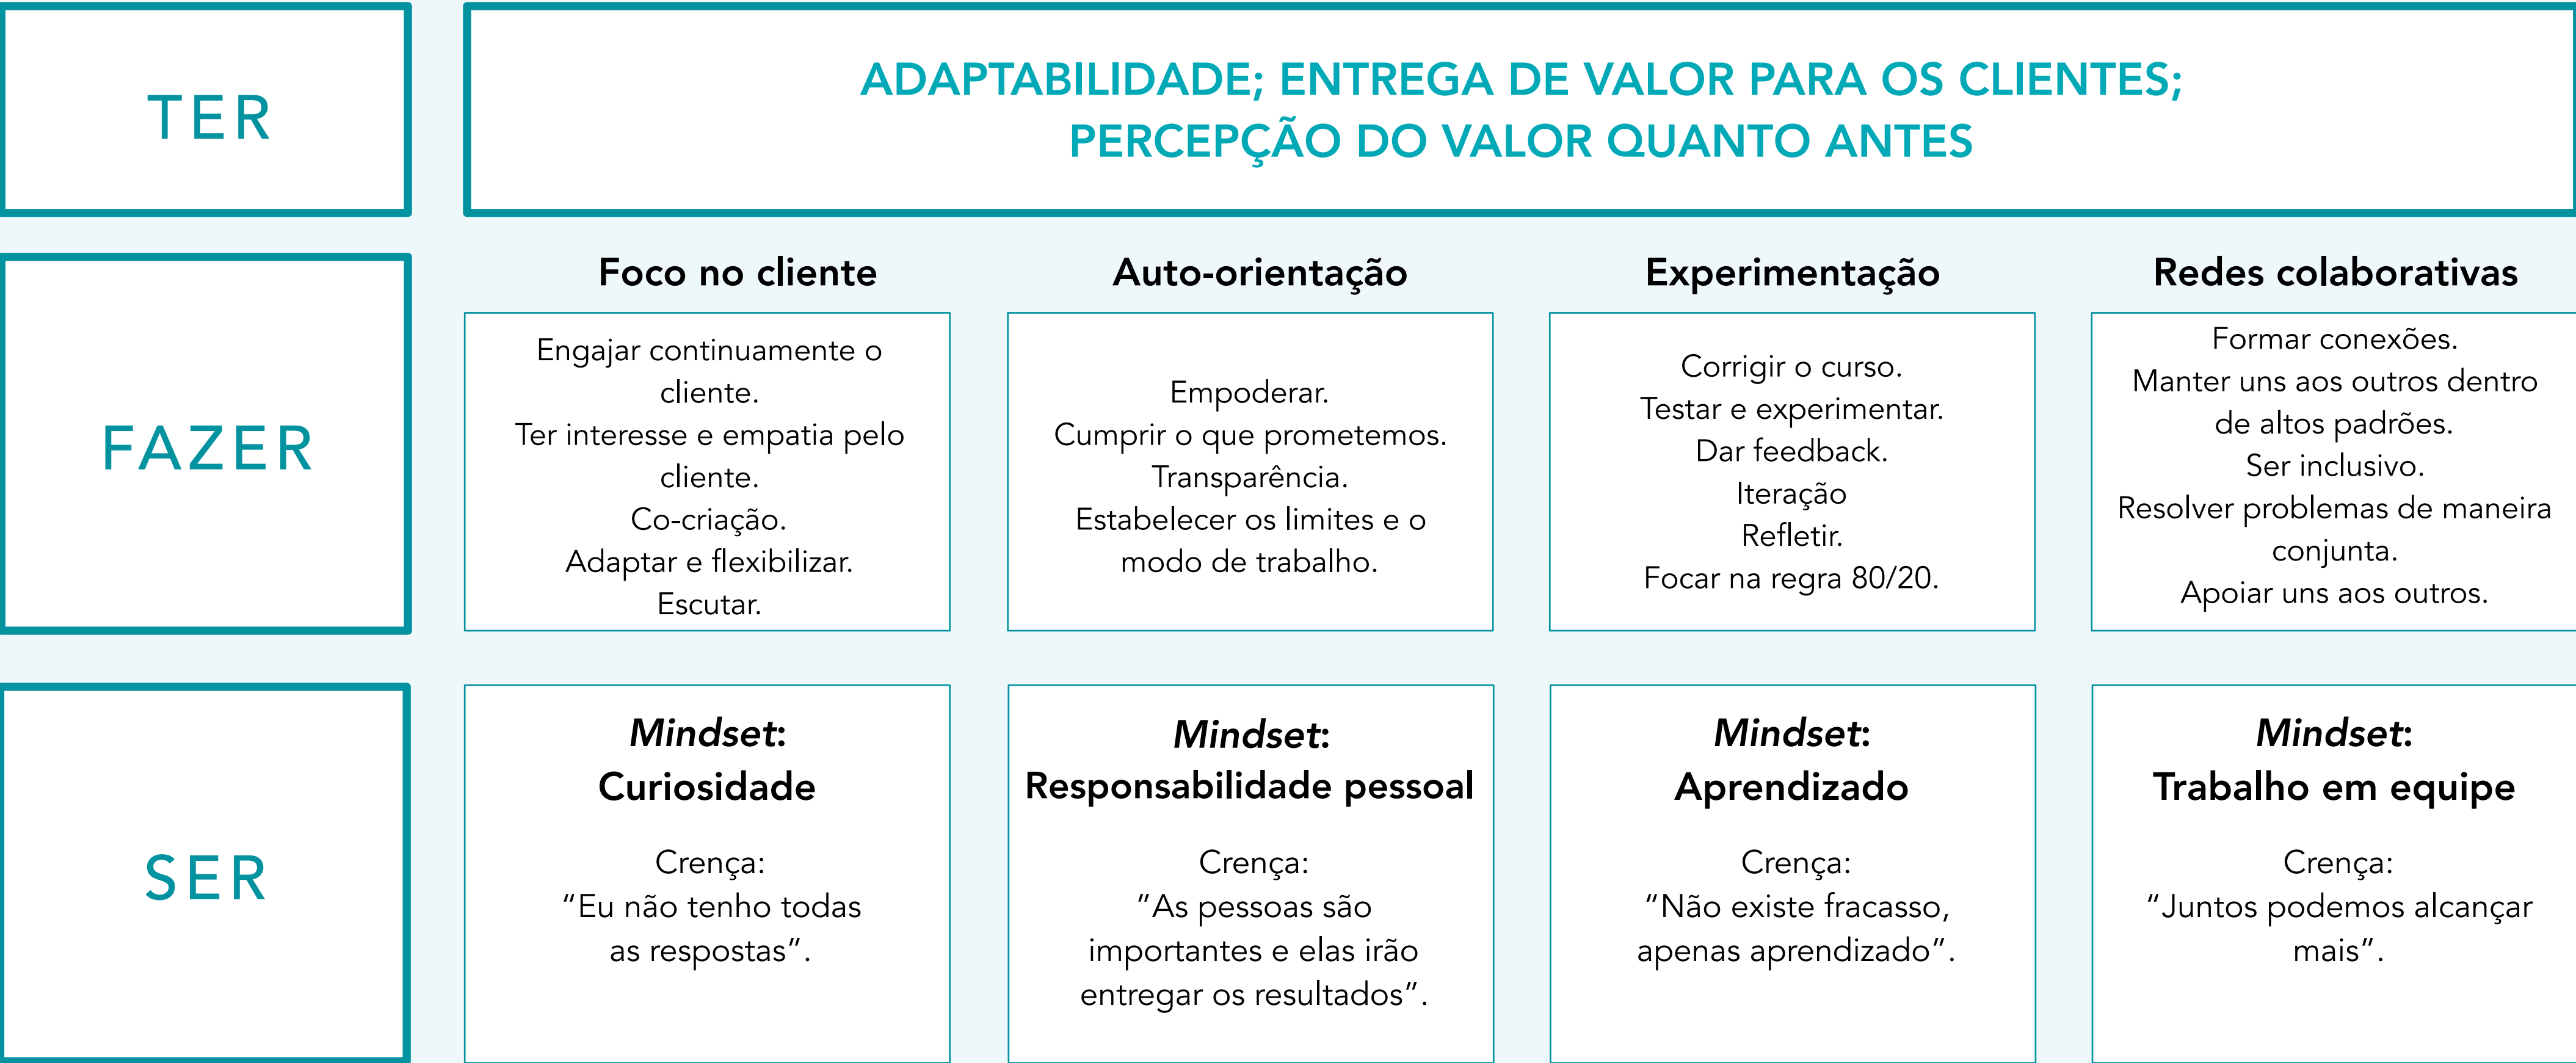 TER
ADAPTABILIDADE; ENTREGA DE VALOR PARA OS CLIENTES;
PERCEPÇÃO DO VALOR QUANTO ANTES
FAZER
Foco no cliente
Engajar continuamente o
cliente.
Ter interesse e empatia pelo
cliente.
Co-criação.
Adaptar e flexibilizar.
Escutar.
Auto-orientação
Empoderar.
Cumprir o que prometemos.
Transparência.
Estabelecer os limites e o
modo de trabalho.
Experimentação
Corrigir o curso.
Testar e experimentar.
Dar feedback.
Iteração
Refletir.
Focar na regra 80/20.
Redes colaborativas
Formar conexões.
Manter uns aos outros dentro
de altos padrões.
Ser inclusivo.
Resolver problemas de maneira
conjunta.
Apoiar uns aos outros.
SER
Mindset:
Curiosidade
Crença:
“Eu não tenho todas
as respostas”.
Mindset:
Responsabilidade pessoal
Crença:
”As pessoas são
importantes e elas irão
entregar os resultados”.
Mindset:
Aprendizado
Crença:
“Não existe fracasso,
apenas aprendizado”.
Mindset:
Trabalho em equipe
Crença:
“Juntos podemos alcançar
mais”.